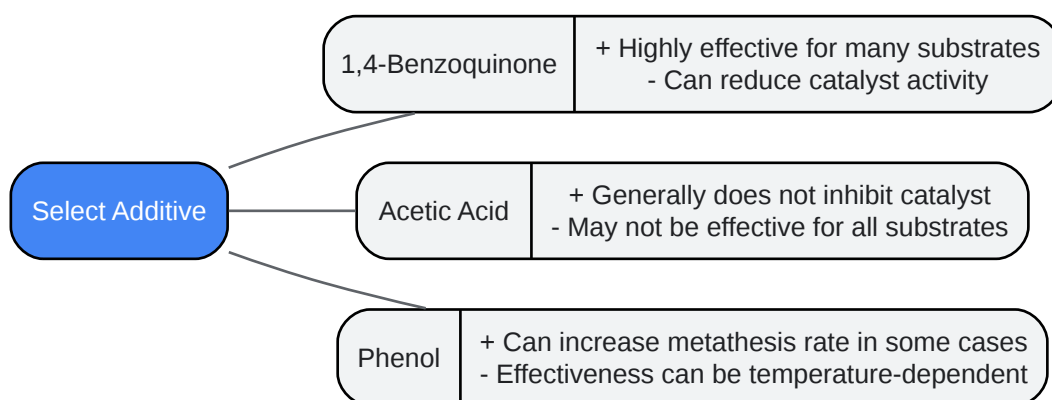 1,4-Benzoquinone
+ Highly effective for many substrates
- Can reduce catalyst activity
Select Additive
Acetic Acid
+ Generally does not inhibit catalyst
- May not be effective for all substrates
Phenol
+ Can increase metathesis rate in some cases
- Effectiveness can be temperature-dependent